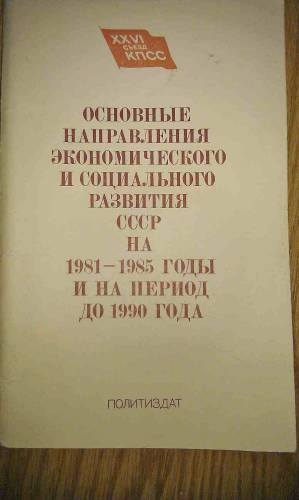 XXVI
СЪЕЗД
КПСС
ОСНОВНЫЕ
НАПРАВЛЕНИЯ
ЭКОНОМИЧЕСКОГО
И СОЦИАЛЬНОГО
РАЗВИТИЯ
СССР
НА
1981—1985 ГОДЫ
И НА ПЕРИОД
ДО 1990 ГОДА
ПОЛИТИЗДАТ